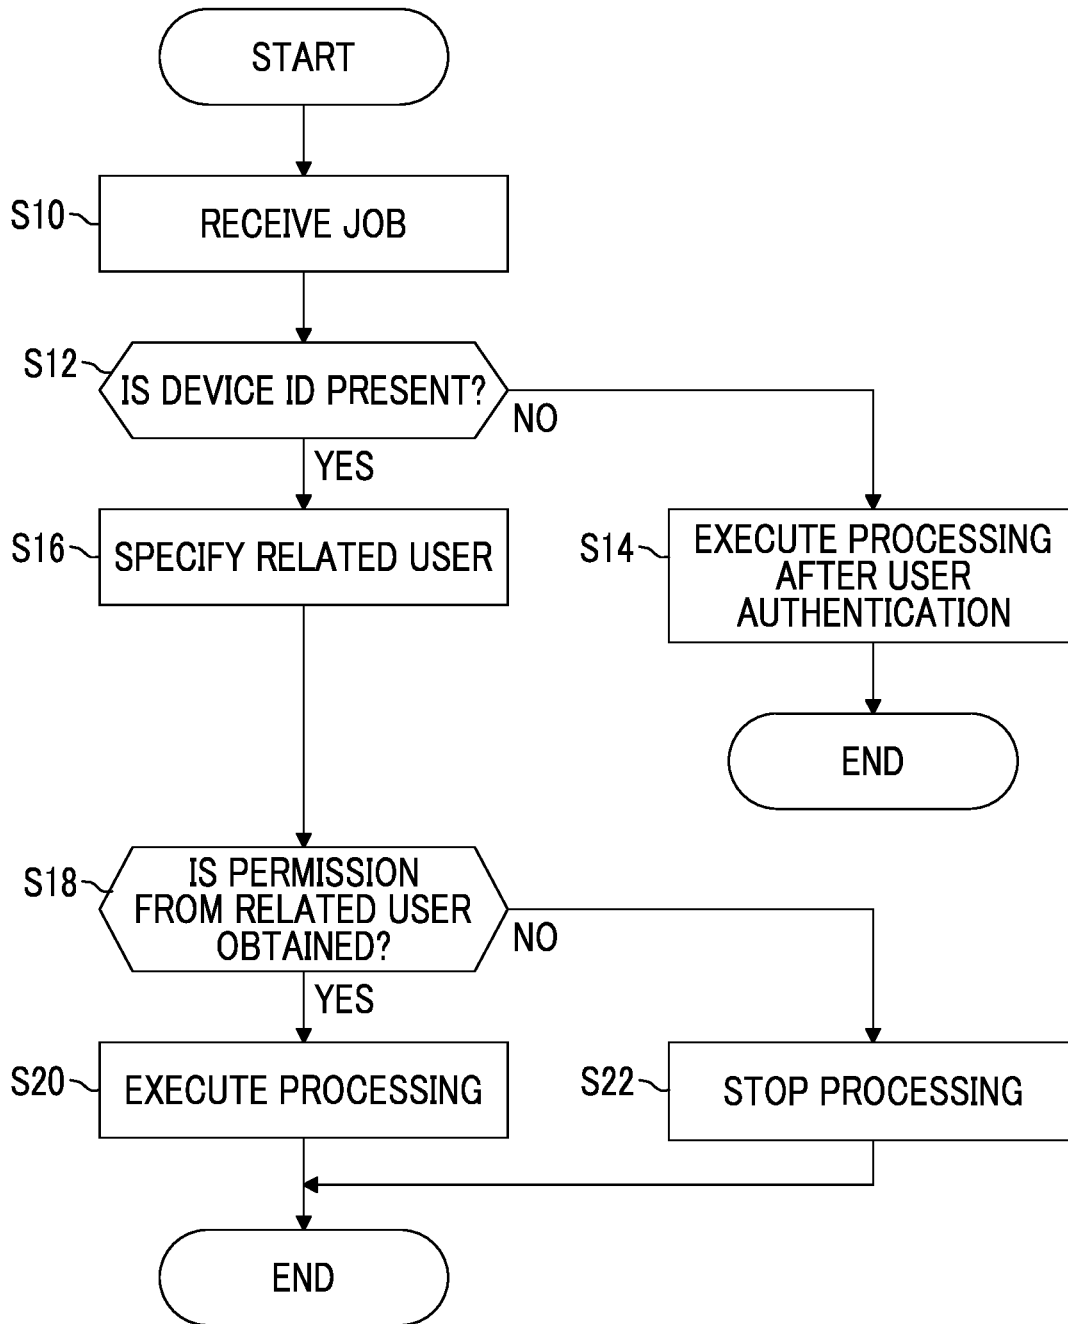 START
S10
RECEIVE JOB
S12
IS DEVICE ID PRESENT?
NO
YES
S16
SPECIFY RELATED USER
S14
EXECUTE PROCESSING
AFTER USER
AUTHENTICATION
END
S18
IS PERMISSION
FROM RELATED USER
OBTAINED?
NO
YES
S20
EXECUTE PROCESSING
S22
STOP PROCESSING
END